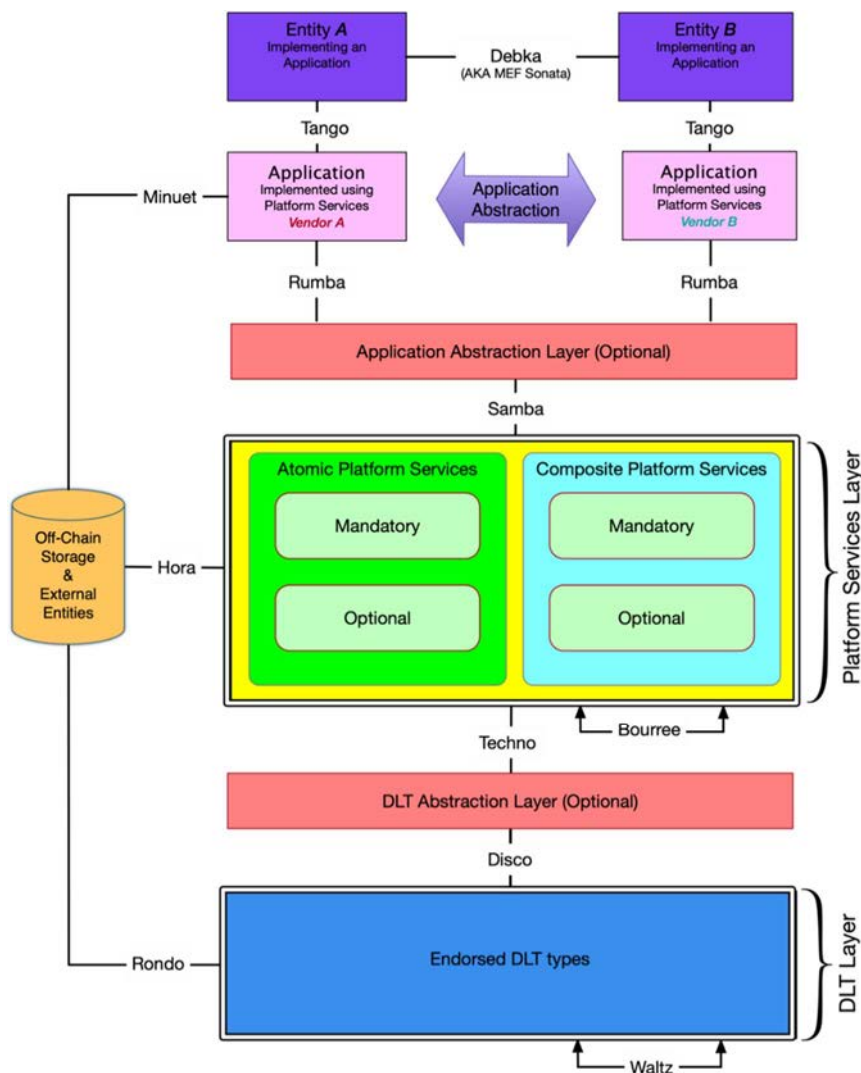 Entity A
Implementing an
Application
Debka
(AKA MEF Sonata)
Entity B
Implementing an
Application
Tango
Tango
Minuet
Application
Implemented using
Platform Services
Vendor A
Application
Abstraction
Application
Implemented using
Platform Services
Vendor B
Rumba
Rumba
Application Abstraction Layer (Optional)
Samba
Atomic Platform Services
Mandatory
Optional
Composite Platform Services
Mandatory
Optional
Platform Services Layer
Off-Chain
Storage
&
External
Entities
Hora
Bourree
Techno
DLT Abstraction Layer (Optional)
Disco
Rondo
Endorsed DLT types
DLT Layer
Waltz